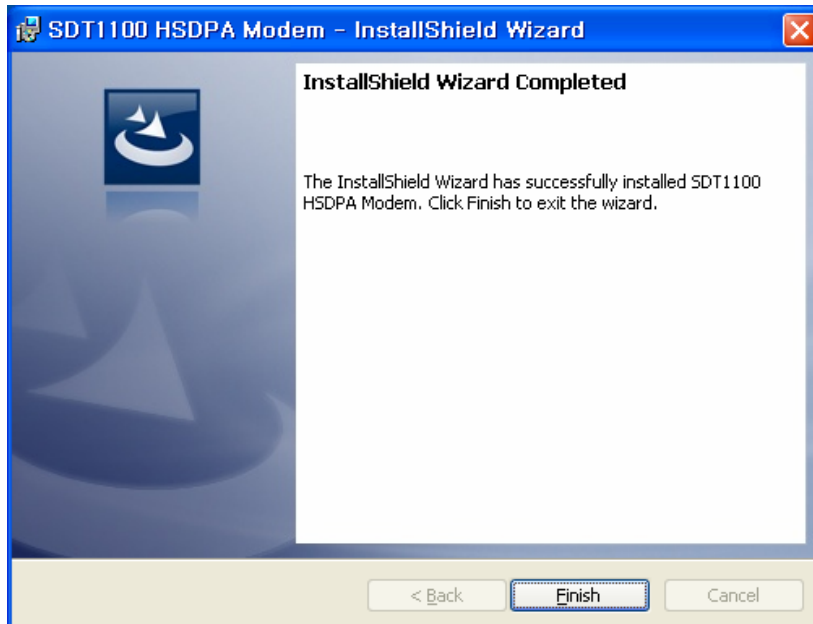 SDT1100 HSDPA Modem - InstallShield Wizard
InstallShield Wizard Completed
The InstallShield Wizard has successfully installed SDT1100
HSDPA Modem. Click Finish to exit the wizard.
< Back
Finish
Cancel